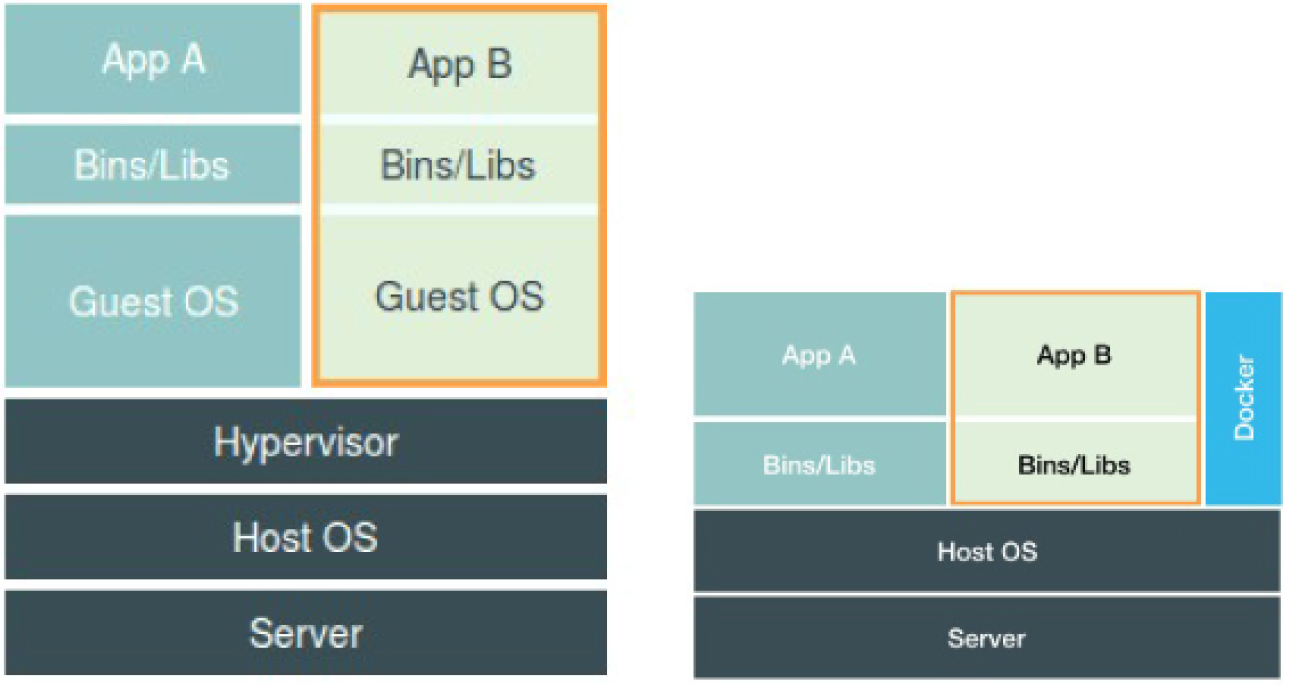 App A
App B
Bins/Libs
Bins/Libs
Guest OS
Guest OS
Hypervisor
Host OS
Server
App A
App B
Docker
Bins/Libs
Bins/Libs
Host OS
Server